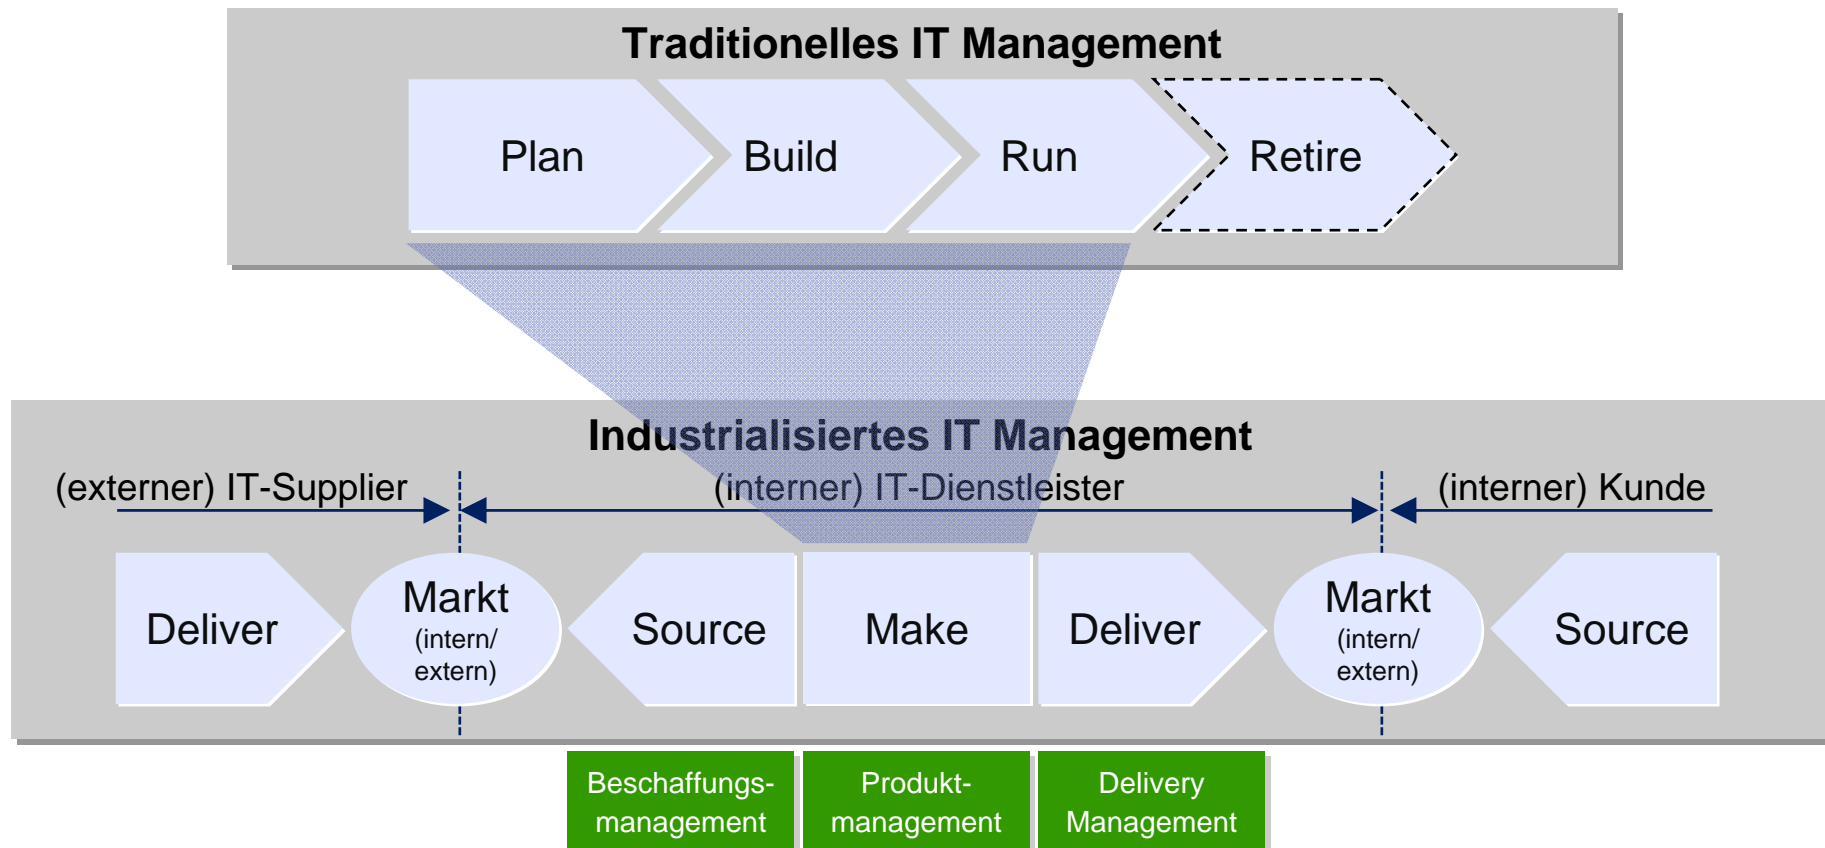 Traditionelles IT Management
Plan
Build
Run
Retire
Industrialisiertes IT Management
(externer) IT-Supplier
(interner) IT-Dienstleister
(interner) Kunde
Deliver
Markt
(intern/
extern)
Source
Make
Deliver
Markt
(intern/
extern)
Source
Beschaffungs-
management
Produkt-
management
Delivery
Management